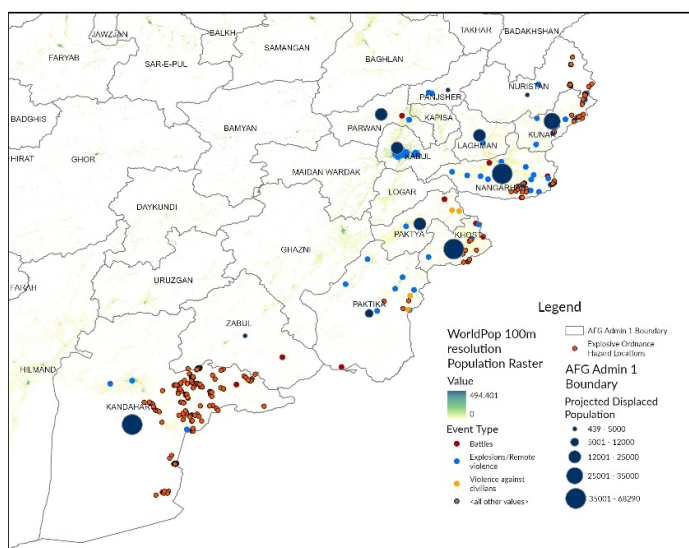 TAKHAR
BADAKHSHAN
JAWZJAN
BALKH
SAMANGAN
FARYAB
SAR-E-PUL
BAGHLAN
NURISTAN
PANJSHER
BADGHIS
PARWAN
KAPISA
KUNAR
BAMYAN
LAGHMAN
HIRAT
GHOR
KABUL
MAIDAN WARDAK
NANGARHAR
LOGAR
DAYKUNDI
PAKTYA
KHOST
GHAZNI
URUZGAN
FARAH
PAKTIKA
ZABUL
HILMAND
KANDAHAR
Legend
WorldPop 100m
resolution
Population Raster
Value
494.401
0
Event Type
Battles
Explosions/Remote
violence
Violence against
civilians
<all other values>
AFG Admin 1 Boundary
Explosive Ordnance
Hazard Locations
AFG Admin 1
Boundary
Projected Displaced
Population
439 - 5000
5001 - 12000
12001 - 25000
25001 - 35000
35001 - 68290